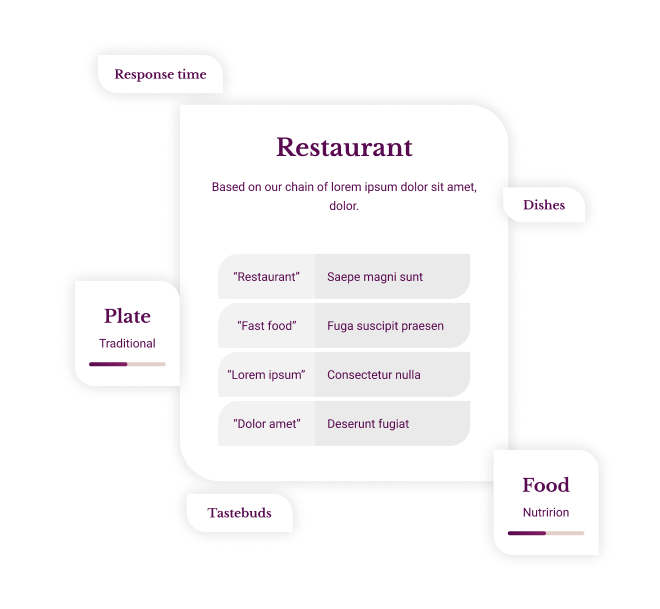 Response time
Restaurant
Based on our chain of lorem ipsum dolor sit amet,
dolor.
Dishes
“Restaurant” Saepe magni sunt
Plate
Traditional
“Fast food” Fuga suscipit praesen
“Lorem ipsum” Consectetur nulla
“Dolor amet” Deserunt fugiat
Food
Nutririon
Tastebuds